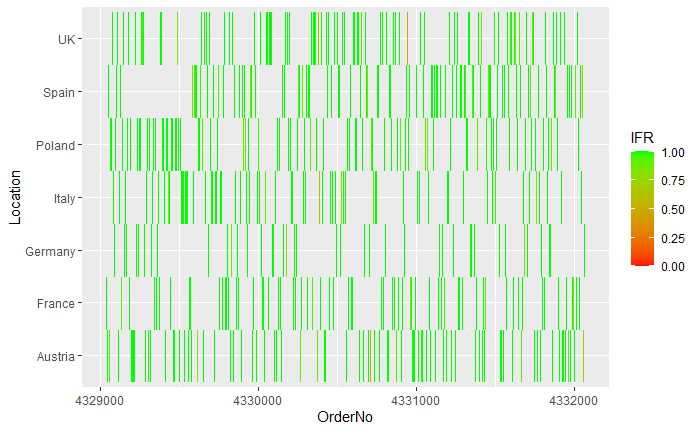 UK
Spain
Poland
Italy
Germany
France
Austria
Location
4329000
4330000
4331000
4332000
OrderNo
IFR
1.00
0.75
0.50
0.25
0.00